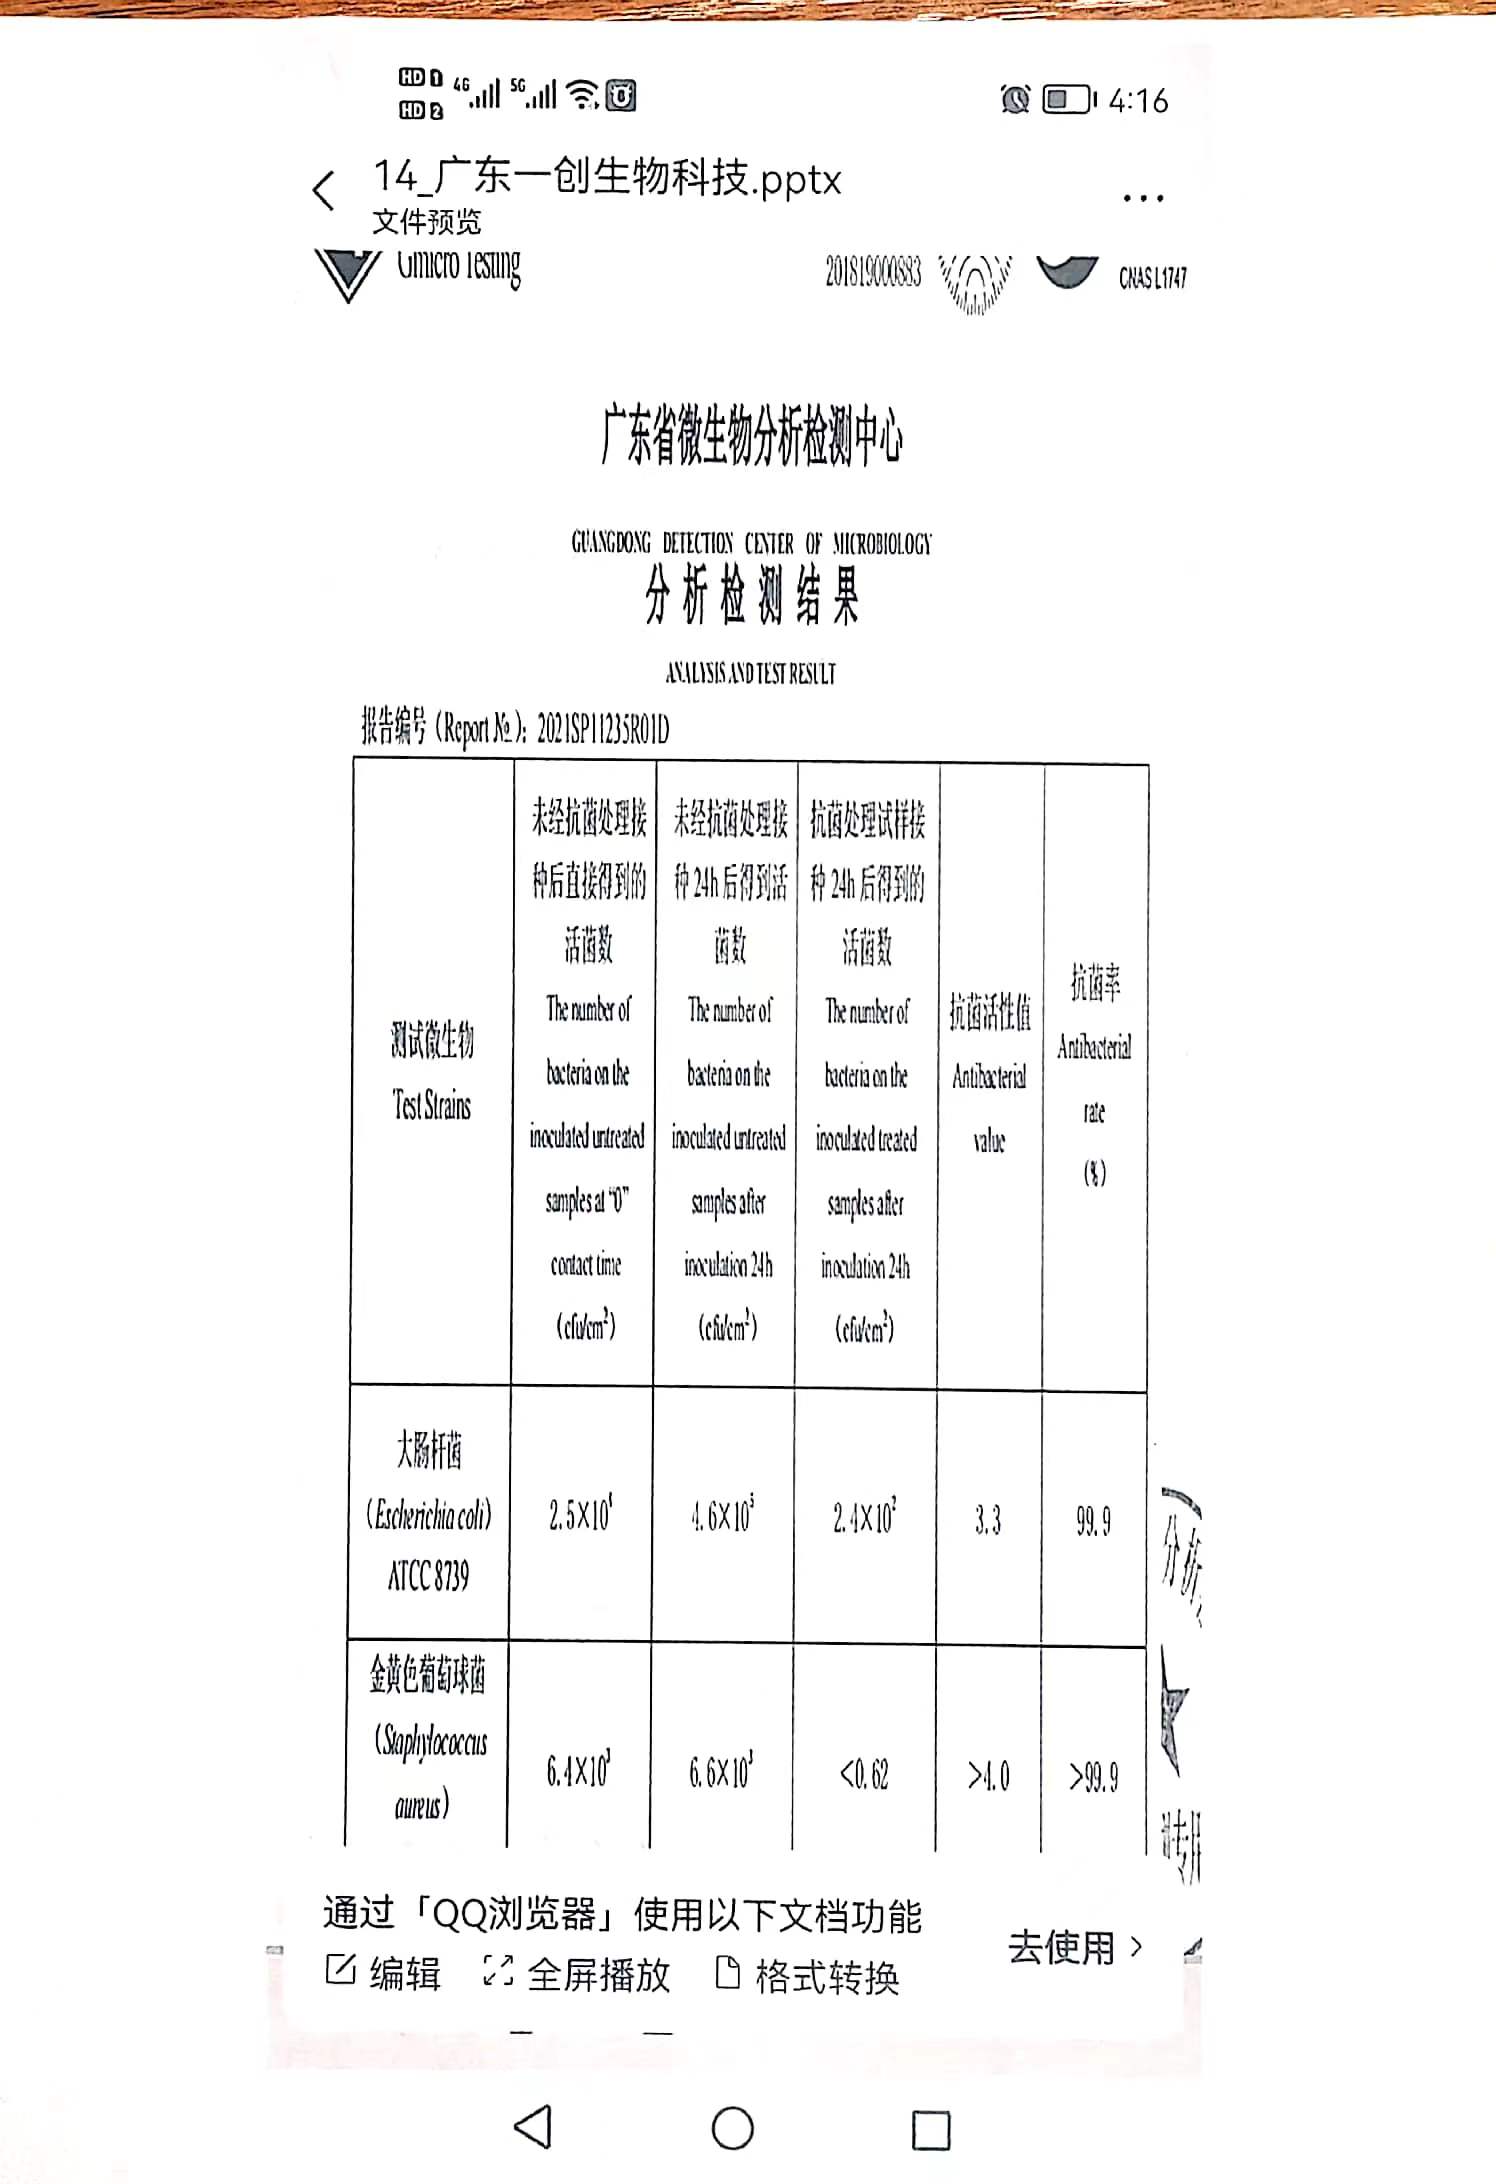 HD 1 4G 5G 4:16
HD 2
14_广东一创生物科技.pptx
文件预览
Gmicro Testing 201819000883 CNAS L1747
广东省微生物分析检测中心
GUANGDONG DETECTION CENTER OF MICROBIOLOGY
分析检测结果
ANALYSIS AND TEST RESULT
报告编号(Report №): 2021SP11235R01D
测试微生物
Test Strains
未经抗菌处理接
种后直接得到的
活菌数
The number of
bacteria on the
inoculated untreated
samples at "0"
contact time
(cfu/cm²)
未经抗菌处理接
种 24h 后得到活
菌数
The number of
bacteria on the
inoculated untreated
samples after
inoculation 24h
(cfu/cm²)
抗菌处理试样接
种 24h 后得到的
活菌数
The number of
bacteria on the
inoculated treated
samples after
inoculation 24h
(cfu/cm²)
抗菌活性值
Antibacterial
value
抗菌率
Antibacterial
rate
(%)
大肠杆菌
(Escherichia coli)
ATCC 8739
2.5X10⁴
4.6X10⁵
2.4X10²
3.3
99.9
金黄色葡萄球菌
(Staphylococcus
aureus)
6.4X10³
6.6X10³
<0.62
>4.0
>99.9
分析
专用
通过「QQ浏览器」使用以下文档功能
去使用 >
编辑 全屏播放 格式转换